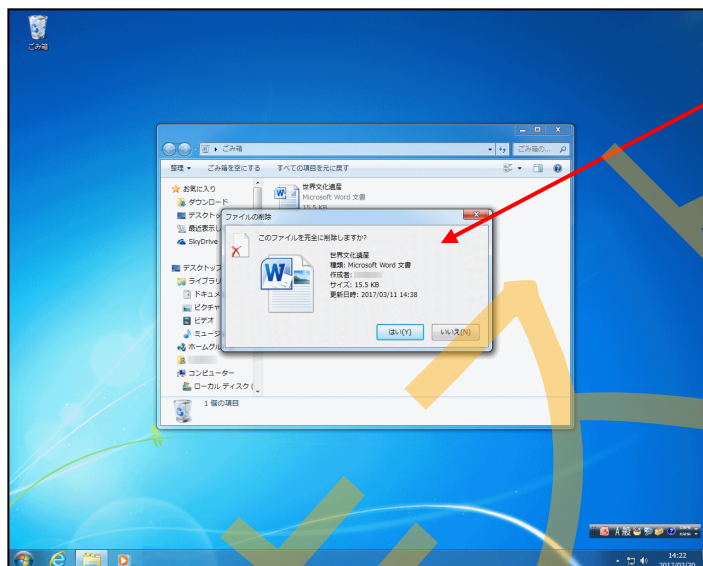 ごみ箱
ごみ箱
ごみ箱の...
整理 ごみ箱を空にする すべての項目を元に戻す
お気に入り
ダウンロード
デスクトッ
最近表示し
SkyDrive
デスクトップ
ライブラリ
ドキュメ
ピクチャ
ビデオ
ミュージ
ホームグル
コンピューター
ローカル ディスク (
世界文化遺産
Microsoft Word 文書
15.5 KB
ファイルの削除
このファイルを完全に削除しますか?
世界文化遺産
種類: Microsoft Word 文書
作成者:
サイズ: 15.5 KB
更新日時: 2017/03/11 14:38
はい(Y) いいえ(N)
1 個の項目
A 般
14:22
2017/03/20